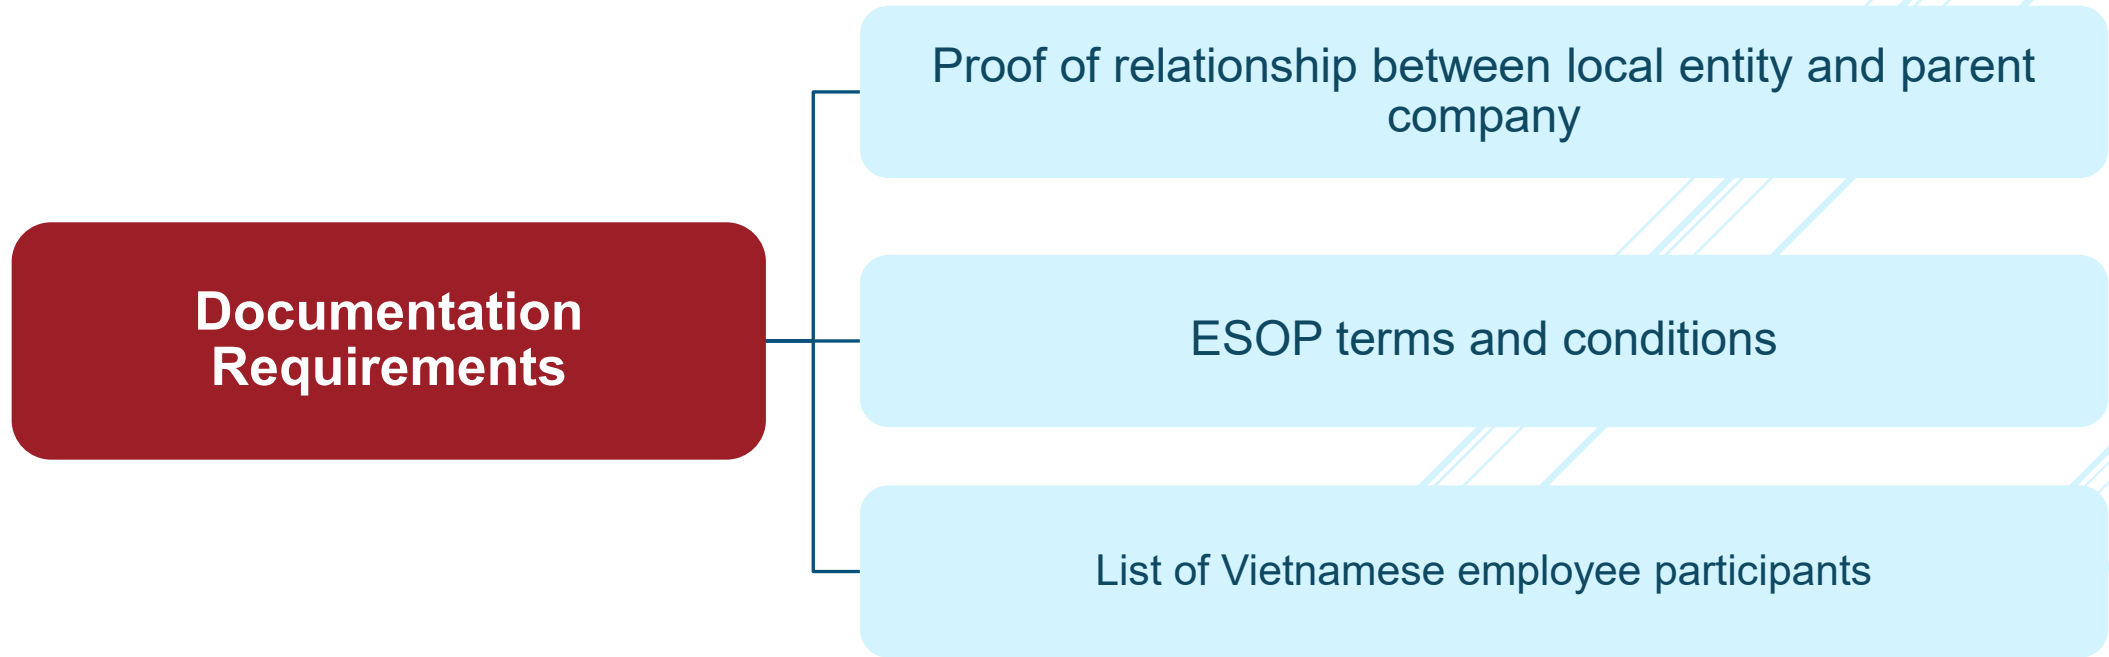 Documentation
Requirements
Proof of relationship between local entity and parent
company
ESOP terms and conditions
List of Vietnamese employee participants